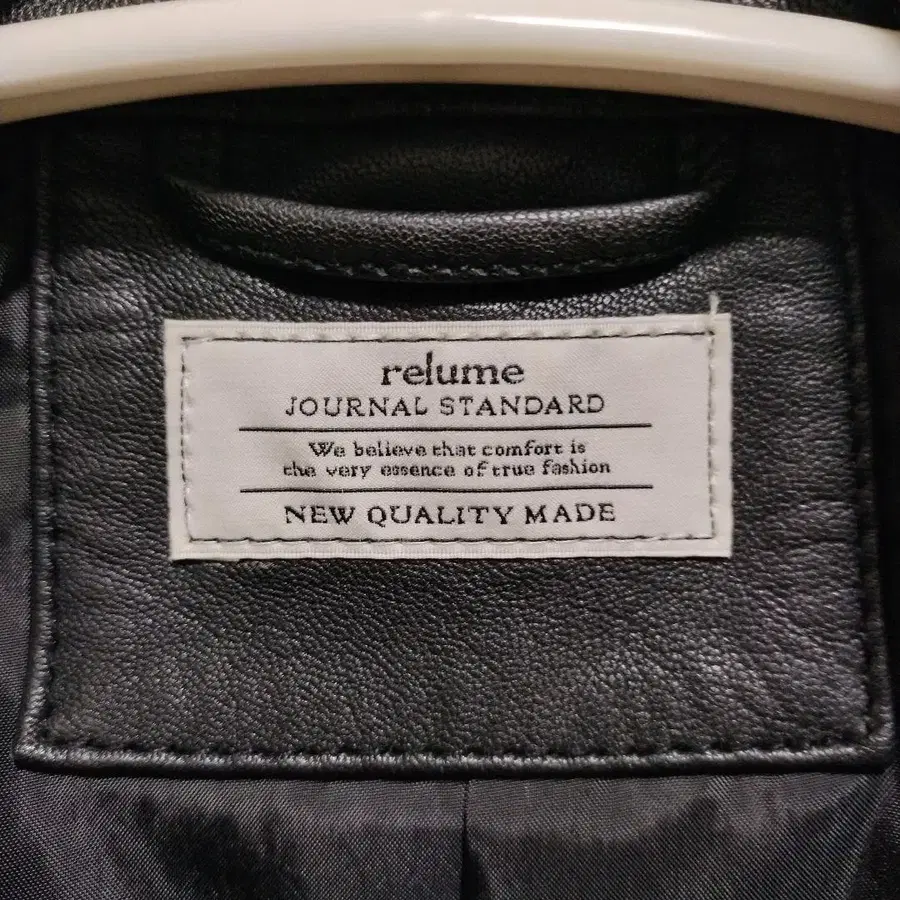 relume
JOURNAL STANDARD
We believe that comfort is
the very essence of true fashion
NEW QUALITY MADE